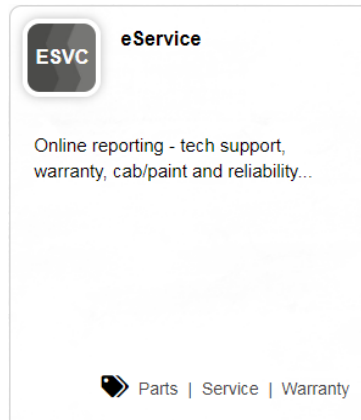 ESVC
eService
Online reporting - tech support,
warranty, cab/paint and reliability...
Parts | Service | Warranty